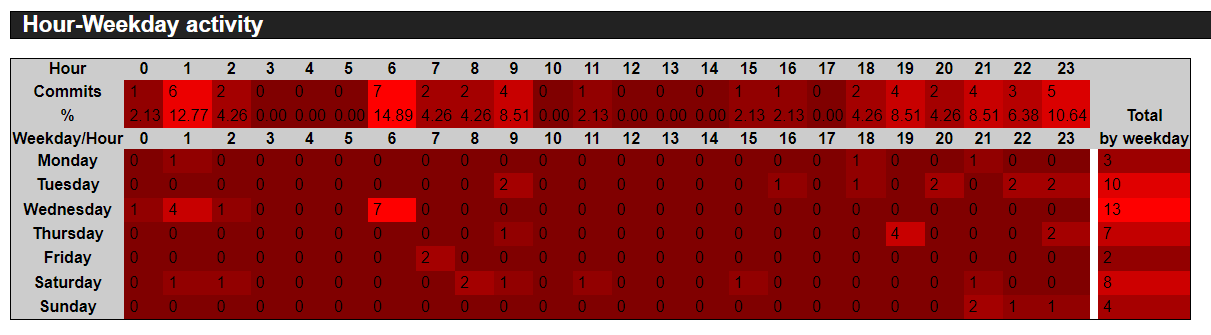 Hour-Weekday activity
Hour 0 1 2 3 4 5 6 7 8 9 10 11 12 13 14 15 16 17 18 19 20 21 22 23
Commits 1 6 2 0 0 0 7 2 2 4 0 1 0 0 0 1 1 0 2 4 2 4 3 5
% 2.13 12.77 4.26 0.00 0.00 0.00 14.89 4.26 4.26 8.51 0.00 2.13 0.00 0.00 0.00 2.13 2.13 0.00 4.26 8.51 4.26 8.51 6.38 10.64 Total
Weekday/Hour 0 1 2 3 4 5 6 7 8 9 10 11 12 13 14 15 16 17 18 19 20 21 22 23 by weekday
Monday 0 1 0 0 0 0 0 0 0 0 0 0 0 0 0 0 0 0 1 0 0 1 0 0 3
Tuesday 0 0 0 0 0 0 0 0 0 2 0 0 0 0 0 0 1 0 1 0 2 0 2 2 10
Wednesday 1 4 1 0 0 0 7 0 0 0 0 0 0 0 0 0 0 0 0 0 0 0 0 0 13
Thursday 0 0 0 0 0 0 0 0 0 1 0 0 0 0 0 0 0 0 0 4 0 0 0 2 7
Friday 0 0 0 0 0 0 0 2 0 0 0 0 0 0 0 0 0 0 0 0 0 0 0 0 2
Saturday 0 1 1 0 0 0 0 0 2 1 0 1 0 0 0 1 0 0 0 0 0 1 0 0 8
Sunday 0 0 0 0 0 0 0 0 0 0 0 0 0 0 0 0 0 0 0 0 0 2 1 1 4